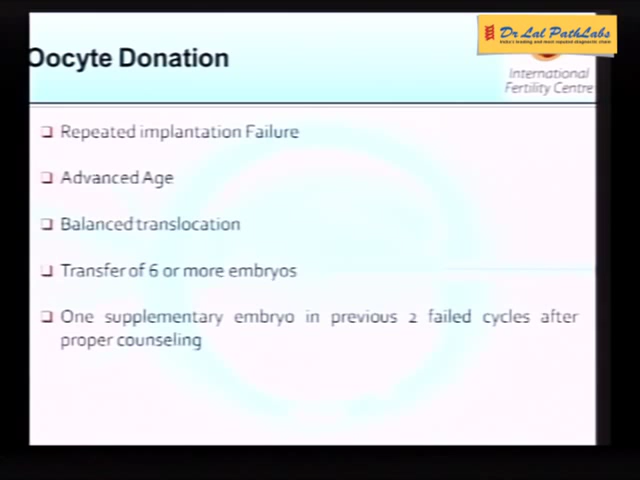 Dr Lal PathLabs
India's leading and most reputed diagnostic chain
Oocyte Donation
International
Fertility Centre
Repeated implantation Failure
Advanced Age
Balanced translocation
Transfer of 6 or more embryos
One supplementary embryo in previous 2 failed cycles after
proper counseling